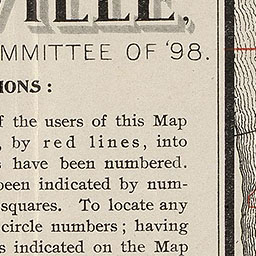 VILLE,
MMITTEE OF '98.
IONS:
f the users of this Map
, by red lines, into
s have been numbered.
been indicated by num-
squares. To locate any
circle numbers; having
s indicated on the Map